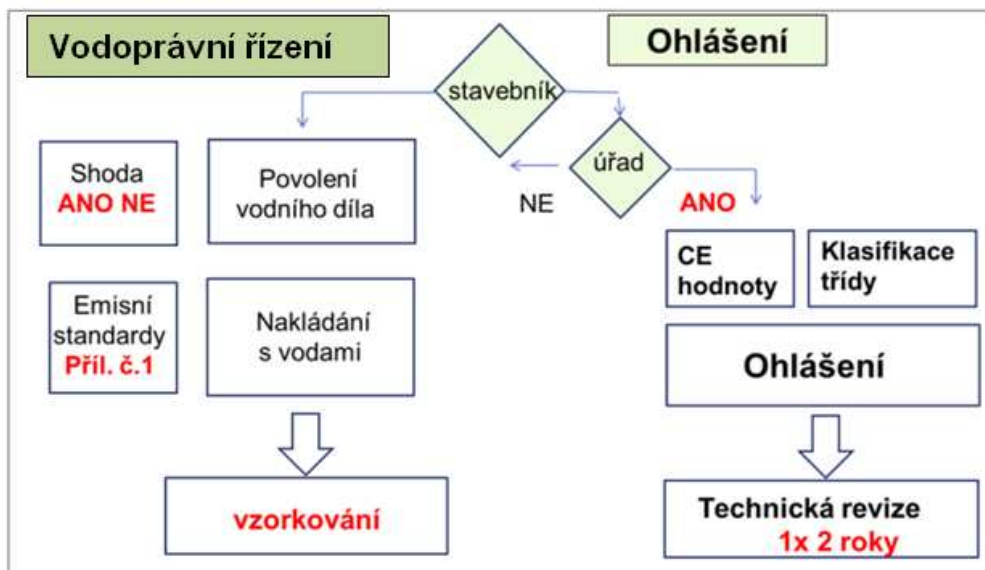 Vodoprávní řízení
Ohlášení
stavebník
úřad
NE
ANO
Shoda
ANO NE
Povolení
vodního díla
CE
hodnoty
Klasifikace
třídy
Emisní
standardy
Příl. č.1
Nakládání
s vodami
Ohlášení
vzorkování
Technická revize
1x 2 roky